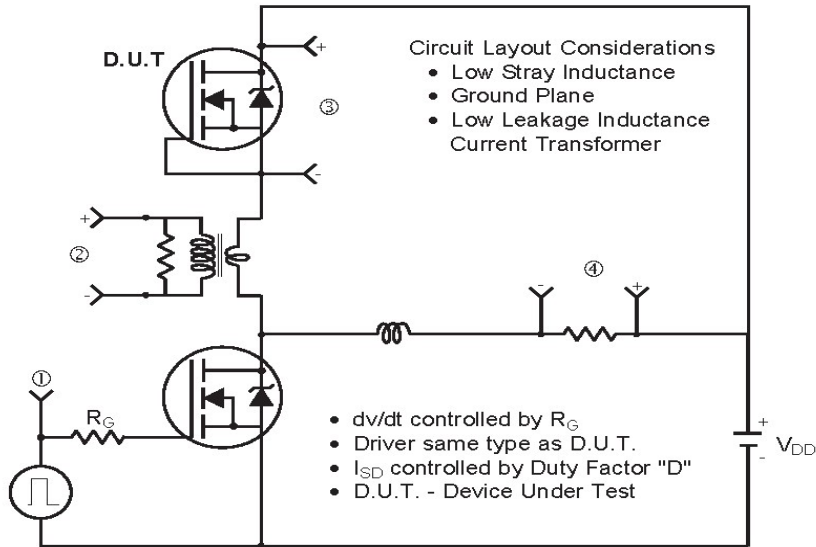 D.U.T
+
③
-
Circuit Layout Considerations
• Low Stray Inductance
• Ground Plane
• Low Leakage Inductance
Current Transformer
+
②
-
④
- +
①
RG
• dv/dt controlled by RG
• Driver same type as D.U.T.
• ISD controlled by Duty Factor "D"
• D.U.T. - Device Under Test
+
VDD
-